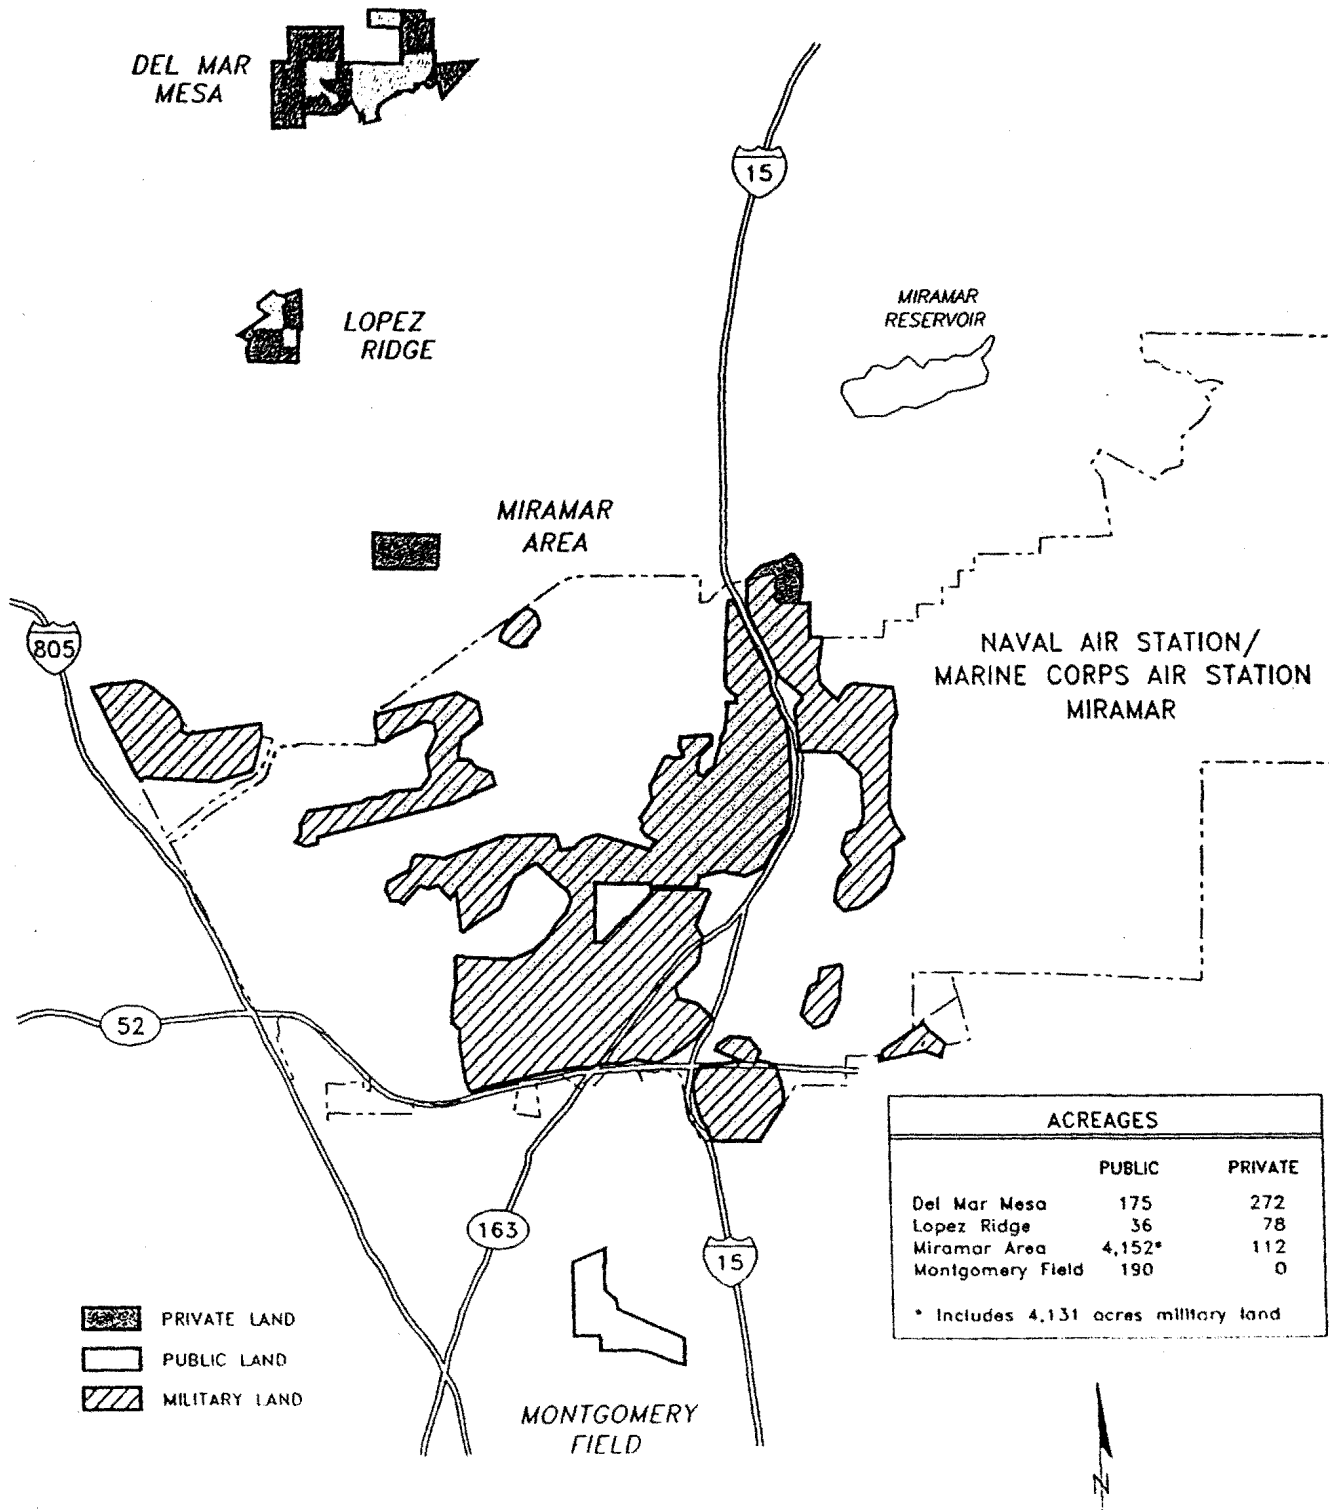 DEL MAR
MESA
15
LOPEZ
RIDGE
MIRAMAR
RESERVOIR
MIRAMAR
AREA
805
NAVAL AIR STATION/
MARINE CORPS AIR STATION
MIRAMAR
52
163
15
ACREAGES
PUBLIC PRIVATE
Del Mar Mesa 175 272
Lopez Ridge 36 78
Miramar Area 4,152* 112
Montgomery Field 190 0
* Includes 4,131 acres military land
PRIVATE LAND
PUBLIC LAND
MILITARY LAND
MONTGOMERY
FIELD
N